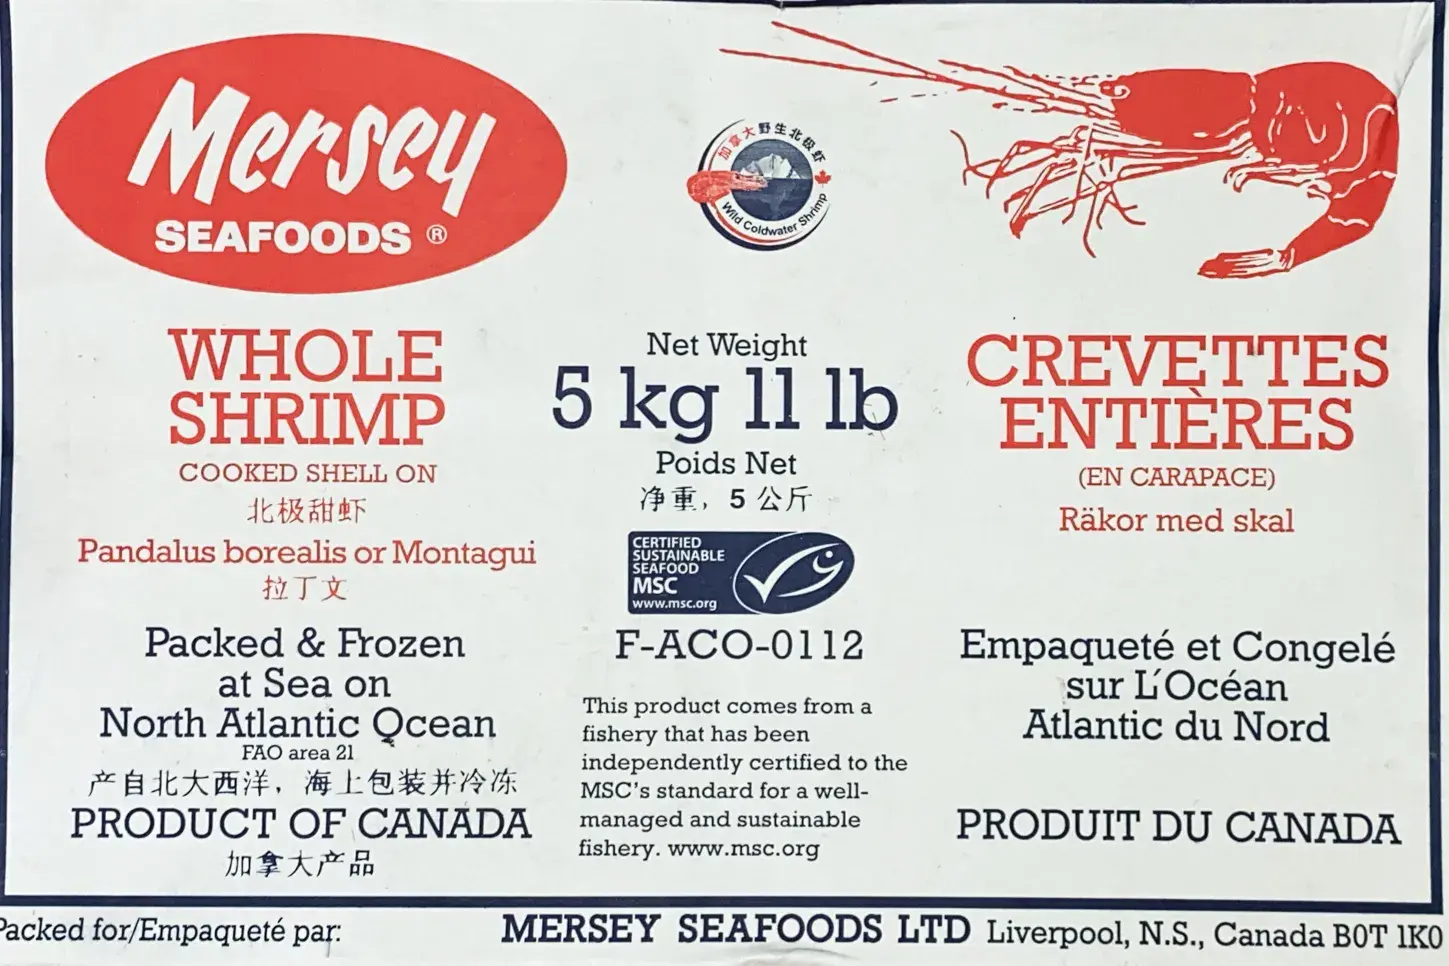 Mersey
SEAFOODS ®
加拿大野生北极虾
Wild Coldwater Shrimp
WHOLE
SHRIMP
COOKED SHELL ON
北极甜虾
Pandalus borealis or Montagui
拉丁文
Packed & Frozen
at Sea on
North Atlantic Ocean
FAO area 21
产自北大西洋，海上包装并冷冻
PRODUCT OF CANADA
加拿大产品
Net Weight
5 kg 11 lb
Poids Net
净重，5 公斤
CERTIFIED
SUSTAINABLE
SEAFOOD
MSC
www.msc.org
F-ACO-0112
This product comes from a
fishery that has been
independently certified to the
MSC's standard for a well-
managed and sustainable
fishery. www.msc.org
CREVETTES
ENTIÈRES
(EN CARAPACE)
Räkor med skal
Empaqueté et Congelé
sur L'Océan
Atlantic du Nord
PRODUIT DU CANADA
Packed for/Empaqueté par:
MERSEY SEAFOODS LTD Liverpool, N.S., Canada B0T 1K0